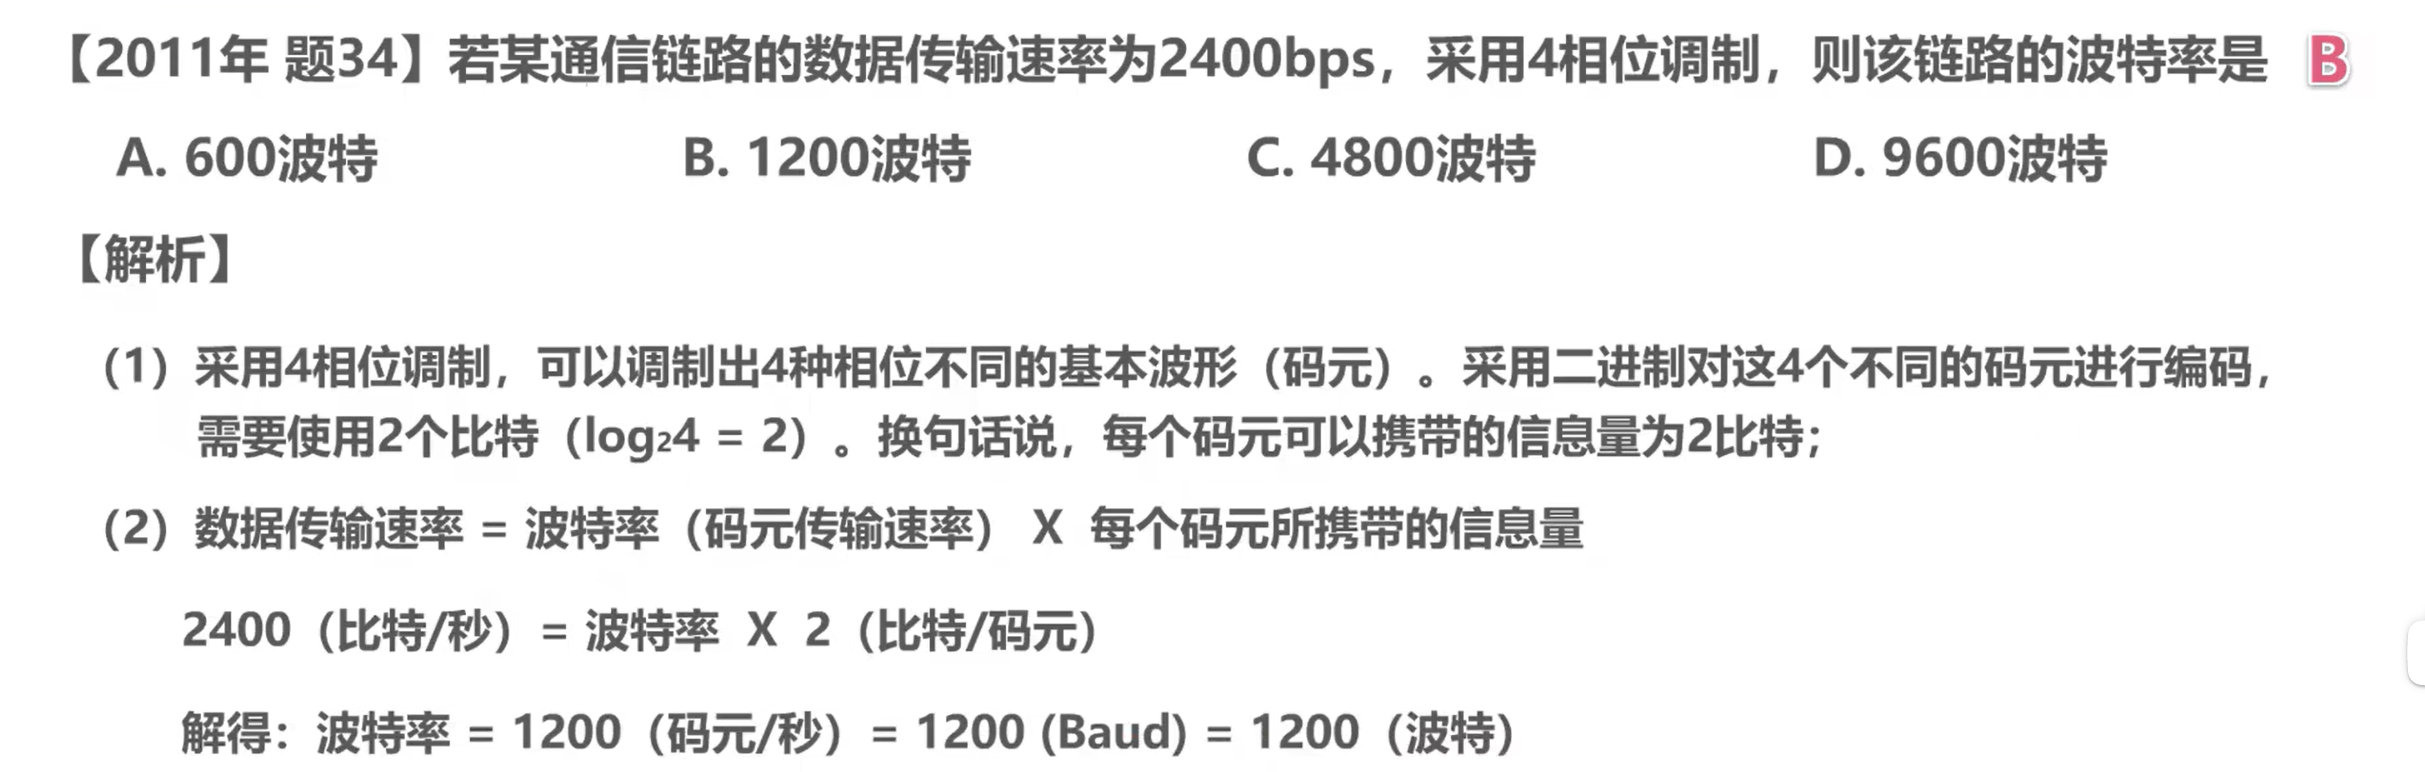 【2011年 题34】若某通信链路的数据传输速率为2400bps，采用4相位调制，则该链路的波特率是 B
A. 600波特 B. 1200波特 C. 4800波特 D. 9600波特
【解析】
（1）采用4相位调制，可以调制出4种相位不同的基本波形（码元）。采用二进制对这4个不同的码元进行编码，
需要使用2个比特（log₂4 = 2）。换句话说，每个码元可以携带的信息量为2比特；
（2）数据传输速率 = 波特率（码元传输速率） X 每个码元所携带的信息量
2400（比特/秒）= 波特率 X 2（比特/码元）
解得：波特率 = 1200（码元/秒）= 1200 (Baud) = 1200（波特）